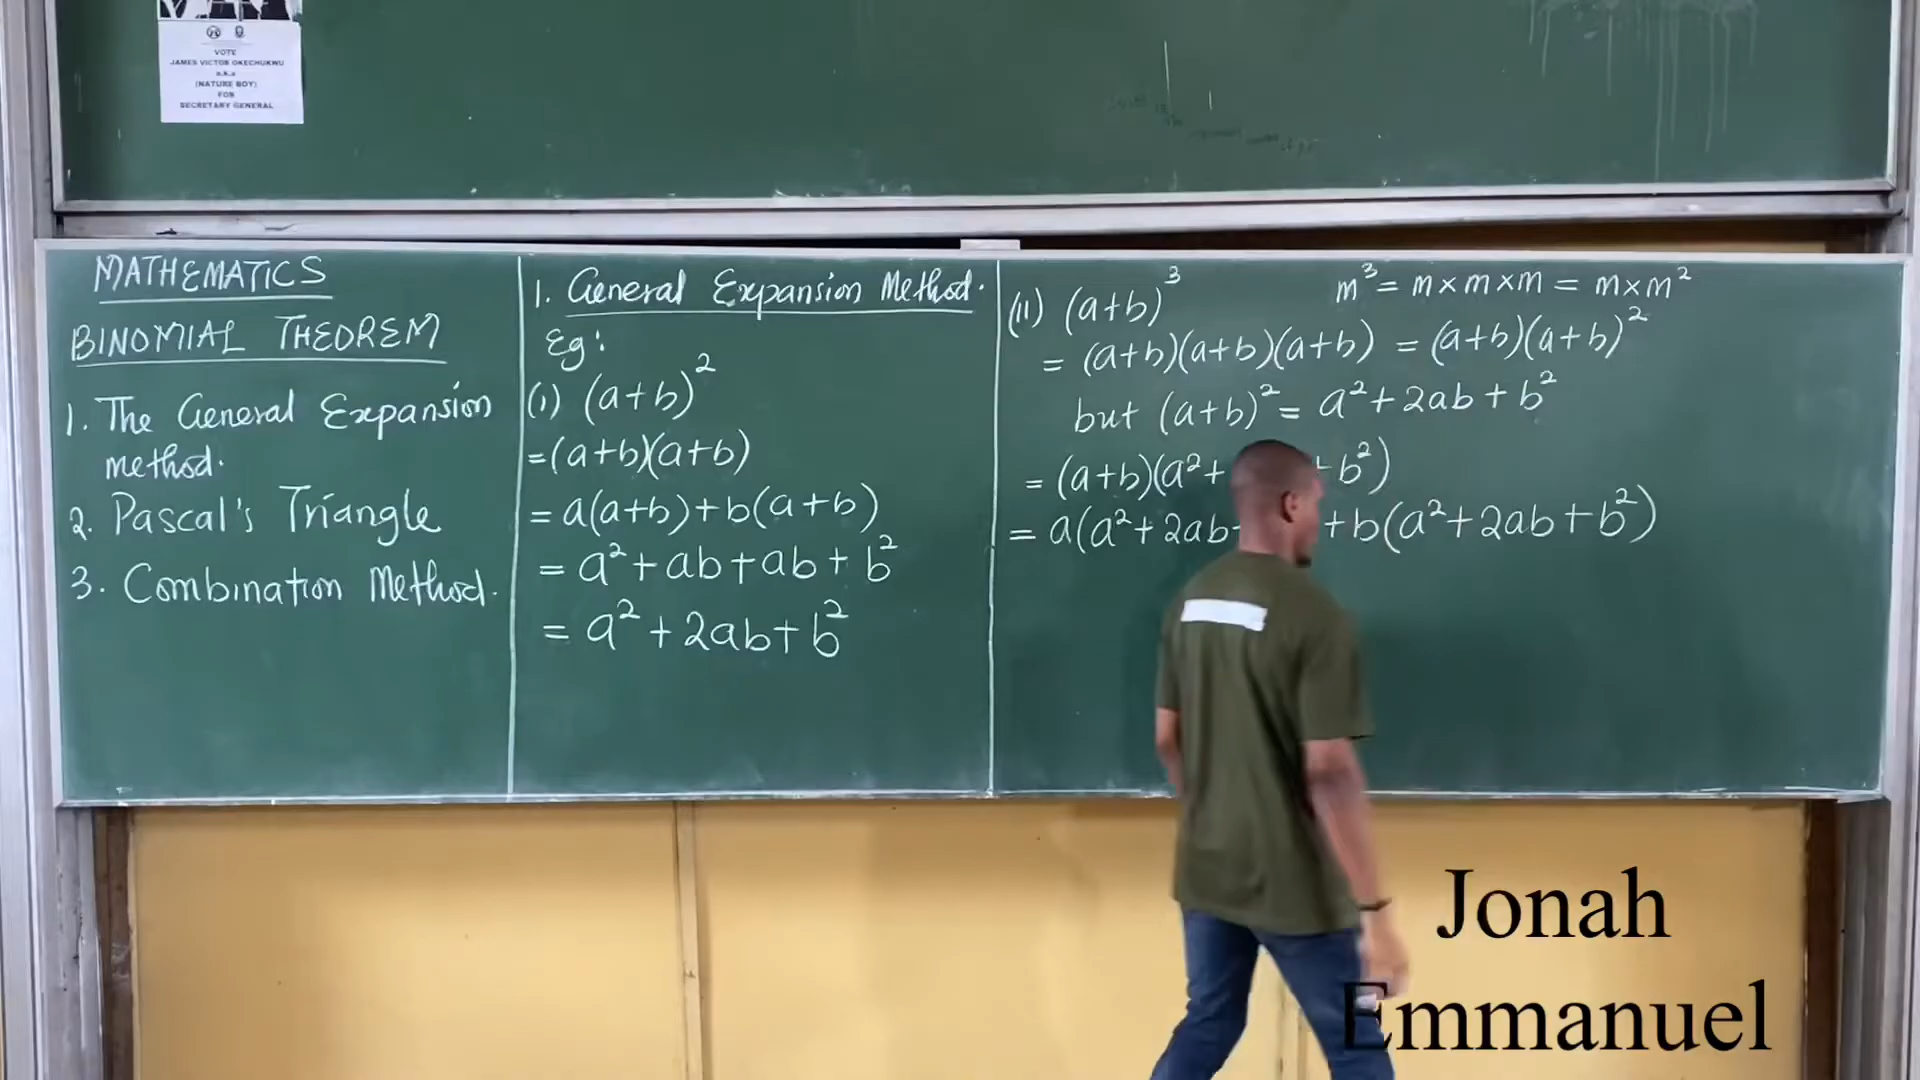 VOTE
JAMES VICTOR OKECHUKWU
a.k.a
(NATURE BOY)
FOR
SECRETARY GENERAL
MATHEMATICS
BINOMIAL THEOREM
1. The General Expansion
method.
2. Pascal's Triangle
3. Combination Method.
1. General Expansion Method.
Eg:
(i) (a+b)²
=(a+b)(a+b)
= a(a+b)+b(a+b)
= a²+ab+ab+b²
= a²+2ab+b²
(ii) (a+b)³
m³= m×m×m = m×m²
= (a+b)(a+b)(a+b) = (a+b)(a+b)²
but (a+b)²= a²+2ab+b²
= (a+b)(a²+ +b²)
= a(a²+2ab+ +b(a²+2ab+b²)
Jonah
Emmanuel